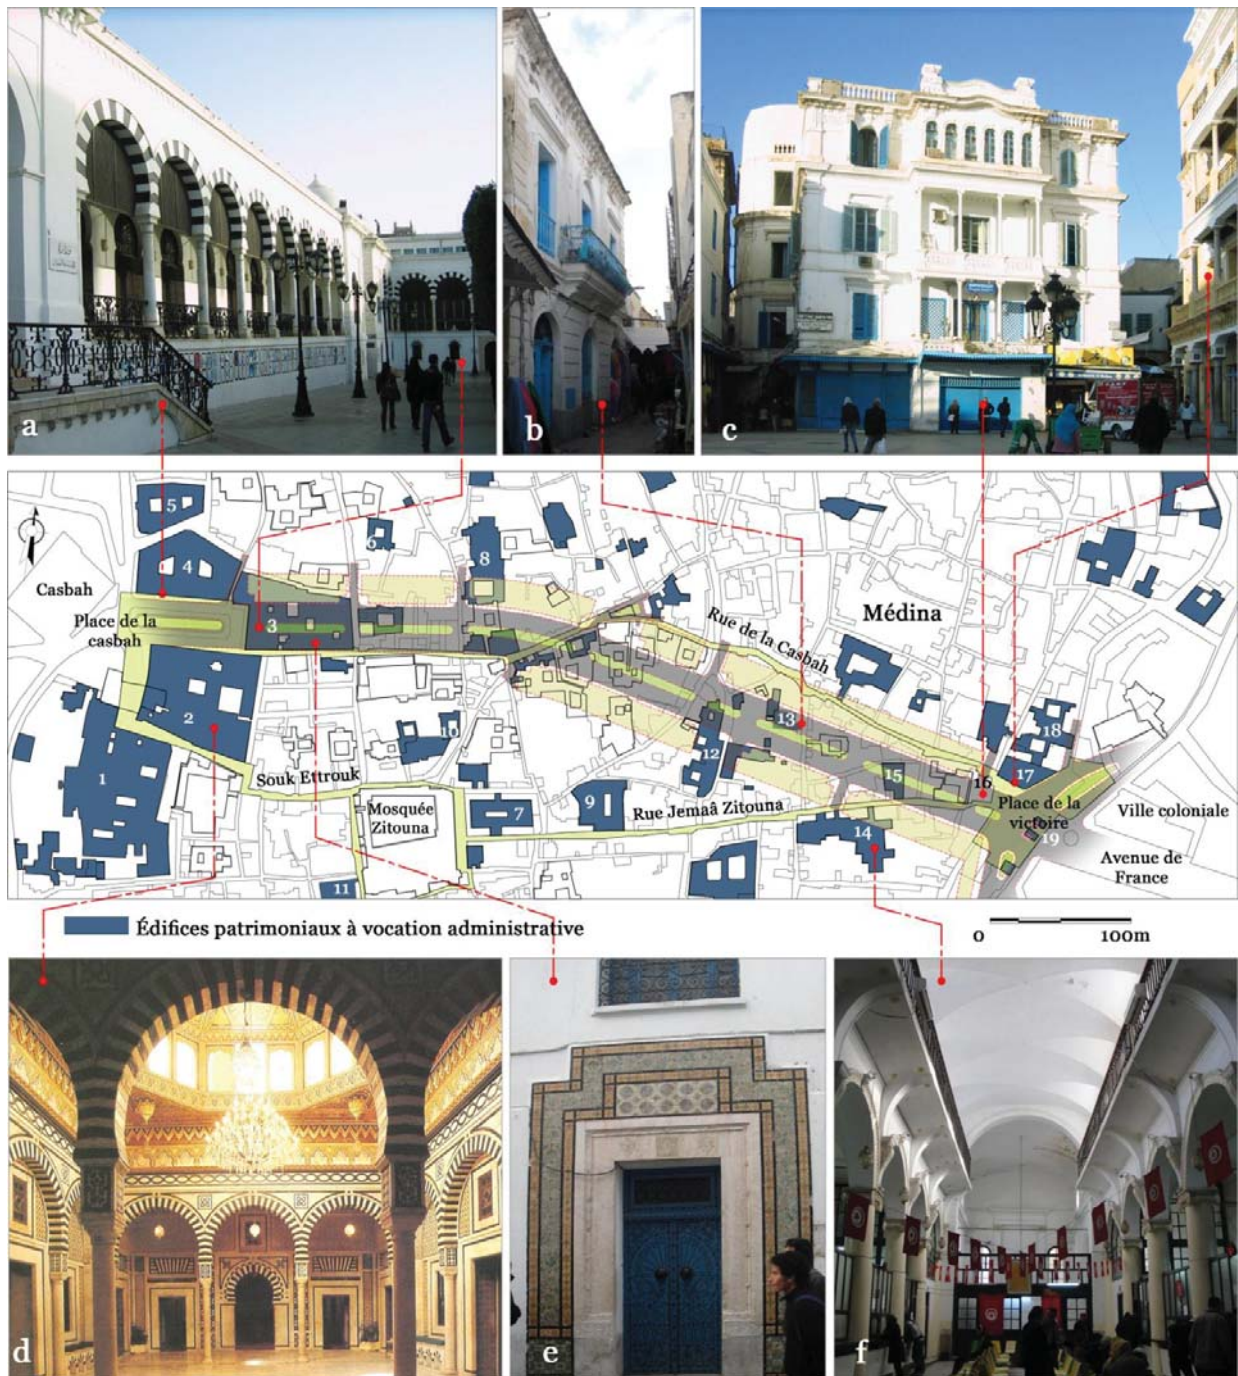 a
b
c
5
4
6
8
Casbah
Place de la
casbah
3
Médina
Rue de la Casbah
2
1
10
13
18
12
Souk Ettrouk
Mosquée
Zitouna
7
9
Rue Jemaâ Zitouna
15
16
17
Place de la
victoire
19
Ville coloniale
14
11
Avenue de
France
Édifices patrimoniaux à vocation administrative
0 100m
d
e
f